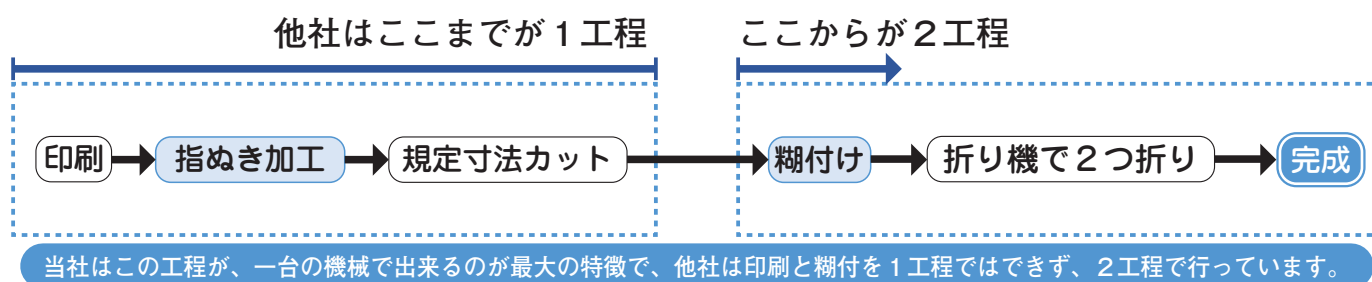 他社はここまでが1工程
ここからが2工程
印刷
指ぬき加工
規定寸法カット
糊付け
折り機で2つ折り
完成
当社はこの工程が、一台の機械で出来るのが最大の特徴で、他社は印刷と糊付を1工程ではできず、2工程で行っています。